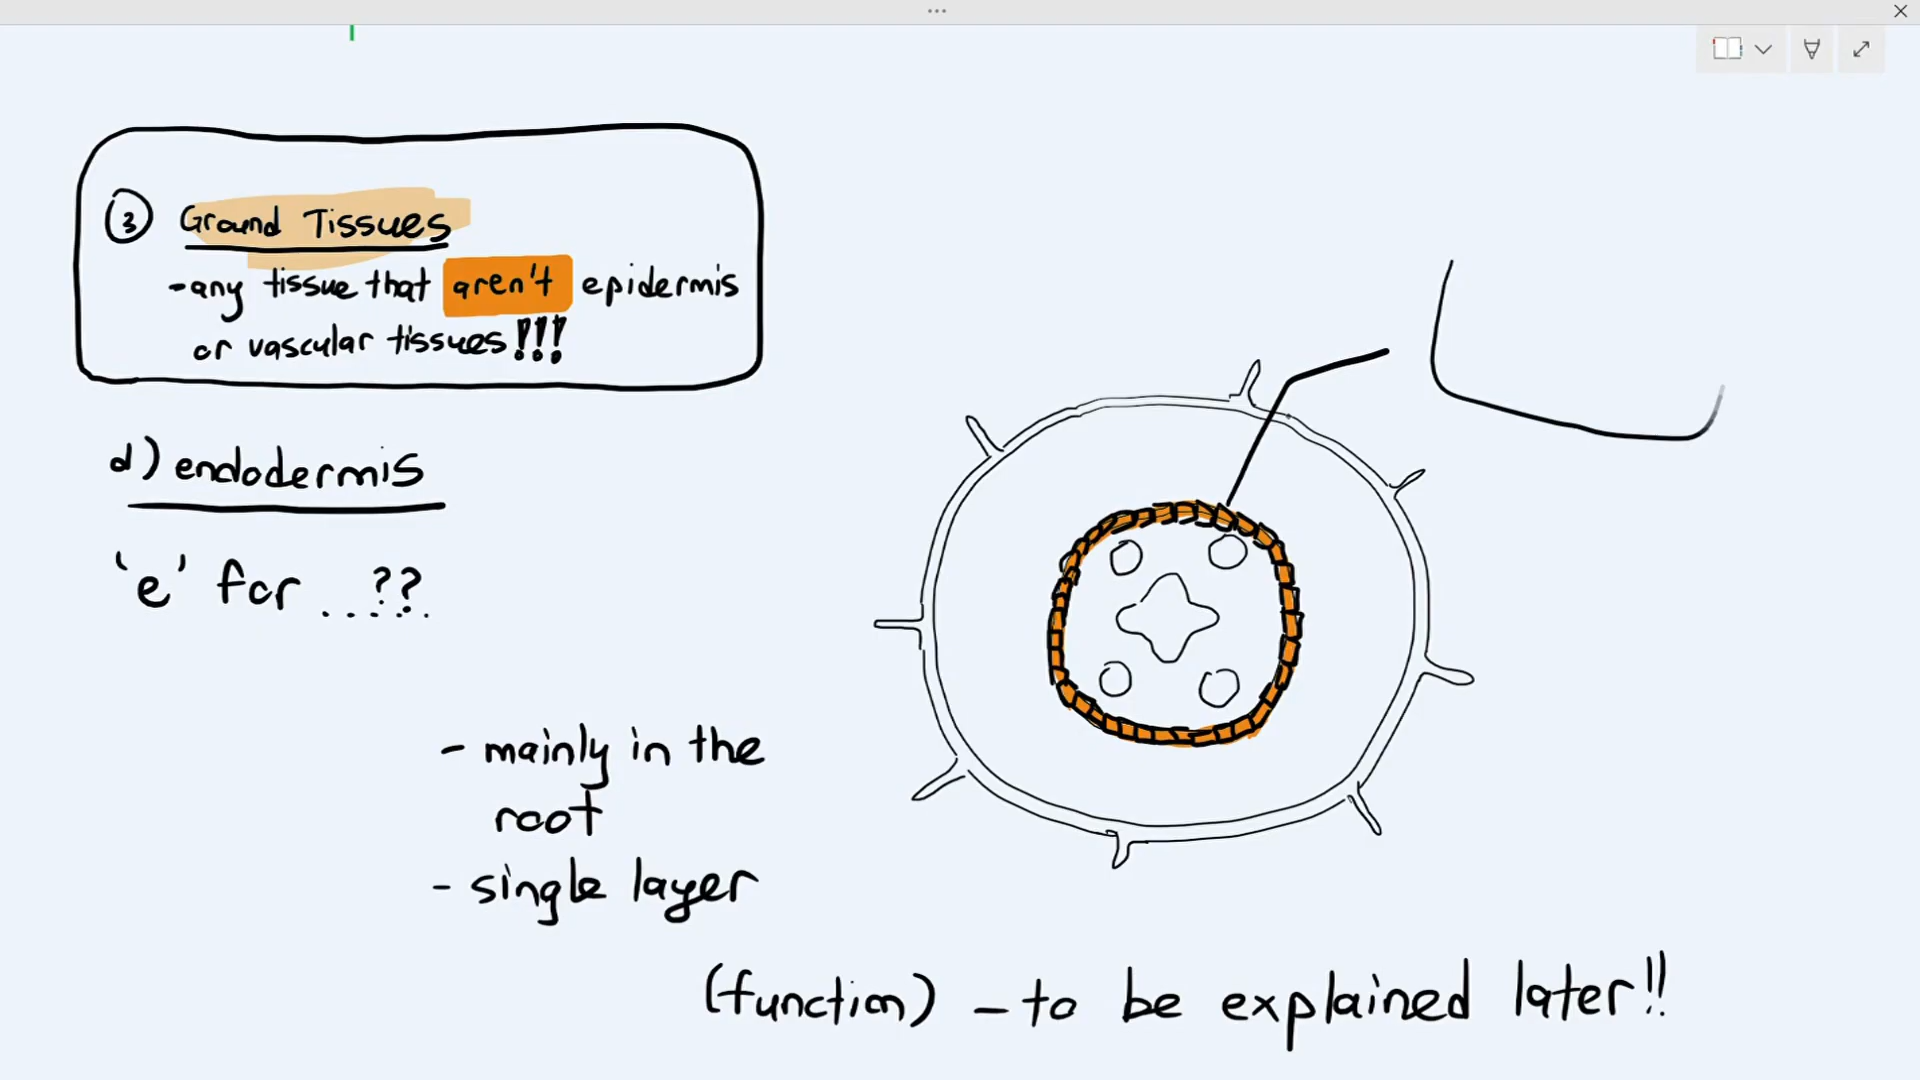 3 Ground Tissues
-any tissue that aren't epidermis
or vascular tissues!!!
d) endodermis
'e' for ...??.
- mainly in the
root
- single layer
(function) - to be explained later!!